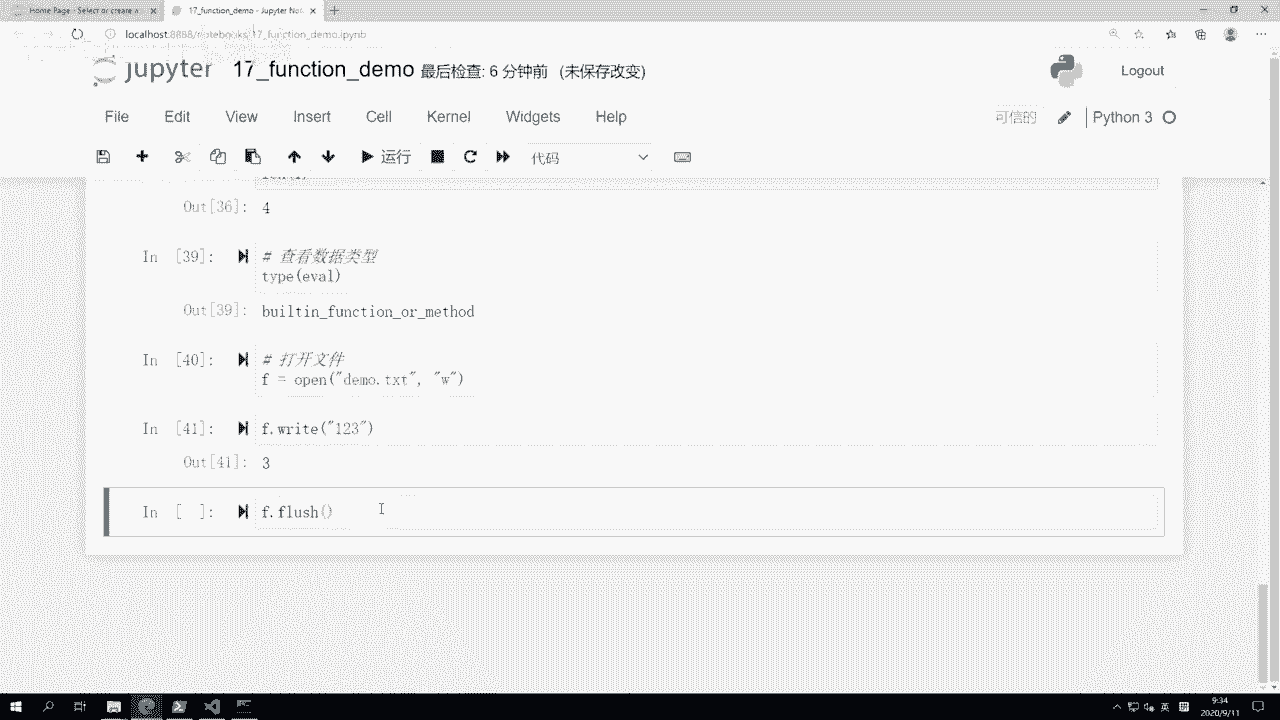 Home Page - Select or create a
17_function_demo - Jupyter Not
localhost:8888/notebooks/17_function_demo.ipynb
jupyter 17_function_demo 最后检查: 6 分钟前 (未保存改变)
Logout
File Edit View Insert Cell Kernel Widgets Help
可信的
Python 3
运行
代码
Out[36]: 4
In [39]: # 查看数据类型
type(eval)
Out[39]: builtin_function_or_method
In [40]: # 打开文件
f = open("demo.txt", "w")
In [41]: f.write("123")
Out[41]: 3
In [ ]: f.flush()
英
拼
9:34
2020/9/11